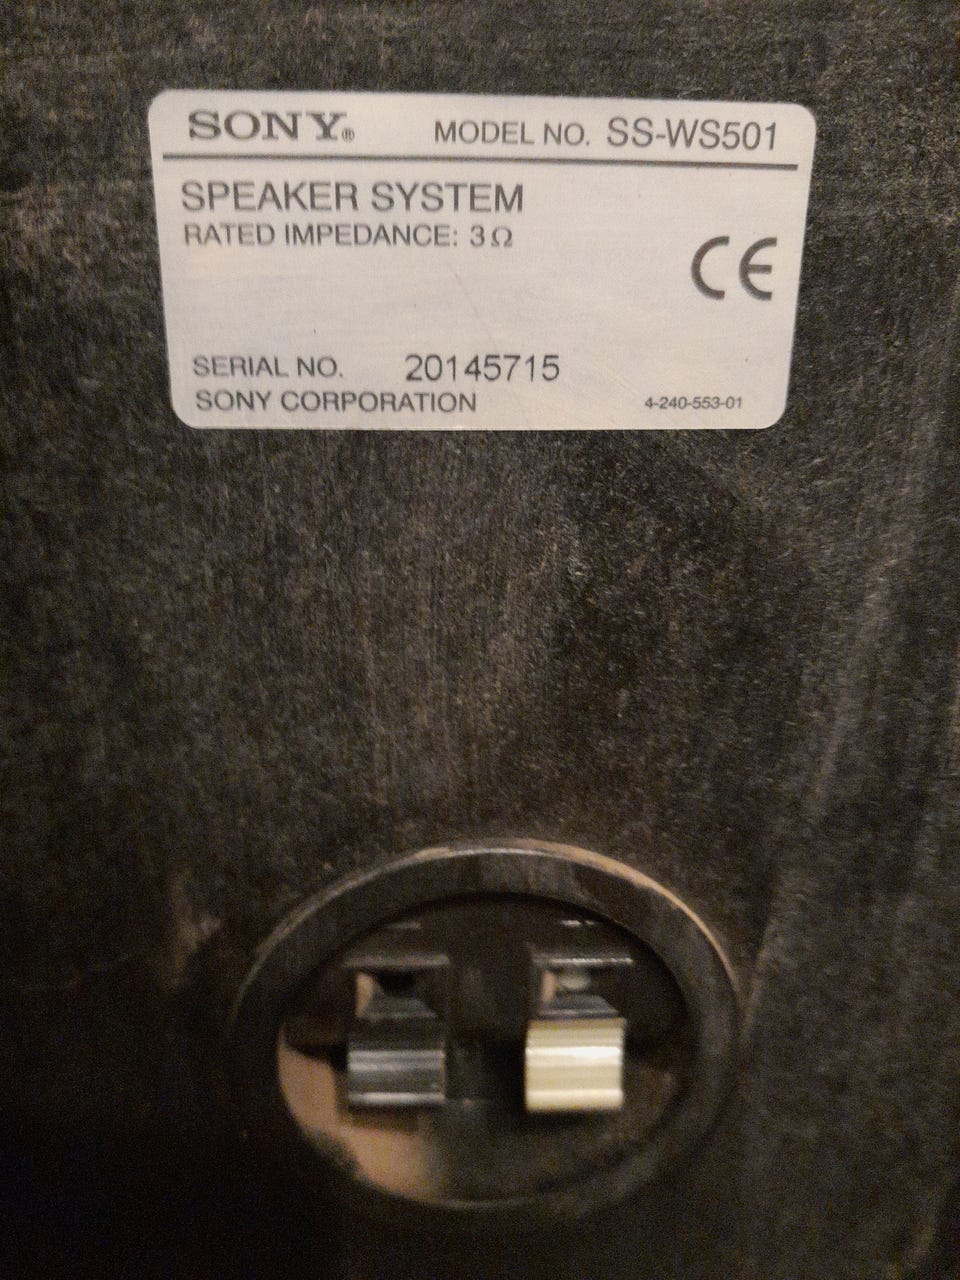 SONY® MODEL NO. SS-WS501
SPEAKER SYSTEM
RATED IMPEDANCE: 3Ω
CE
SERIAL NO. 20145715
SONY CORPORATION 4-240-553-01